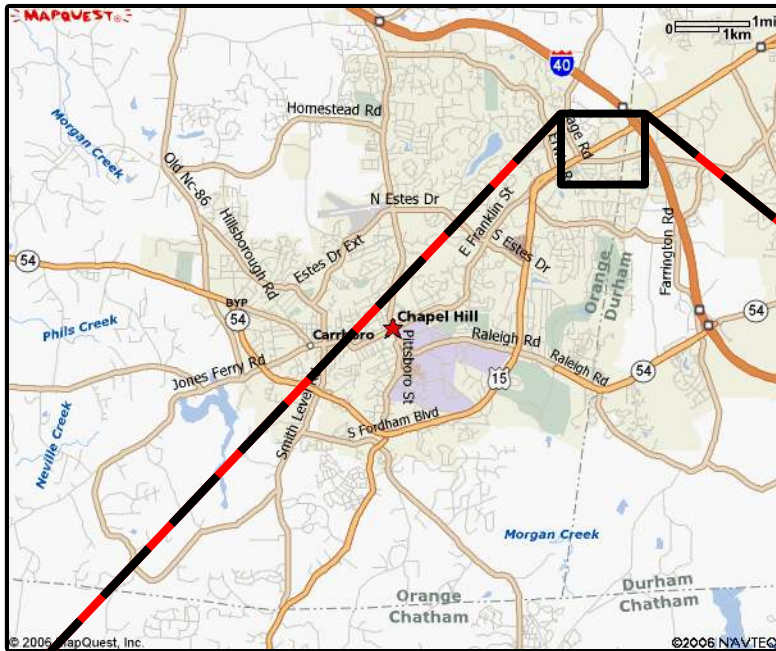 MAPQUEST
1mi
0
1km
40
Homestead Rd
Morgan Creek
age Rd
Old Nc-86
N Estes Dr
E Franklin St
Hillsborough Rd
S Estes Dr
Farrington Rd
Estes Dr Ext
54
Orange
Durham
BYP
54
Phils Creek
Chapel Hill
54
Carrboro
Raleigh Rd
Pittsboro St
Jones Ferry Rd
Raleigh Rd
54
15
Neville Creek
S Fordham Blvd
Smith Level
Morgan Creek
Orange
Chatham
Durham
Chatham
© 2006 MapQuest, Inc.
©2006 NAVTEQ